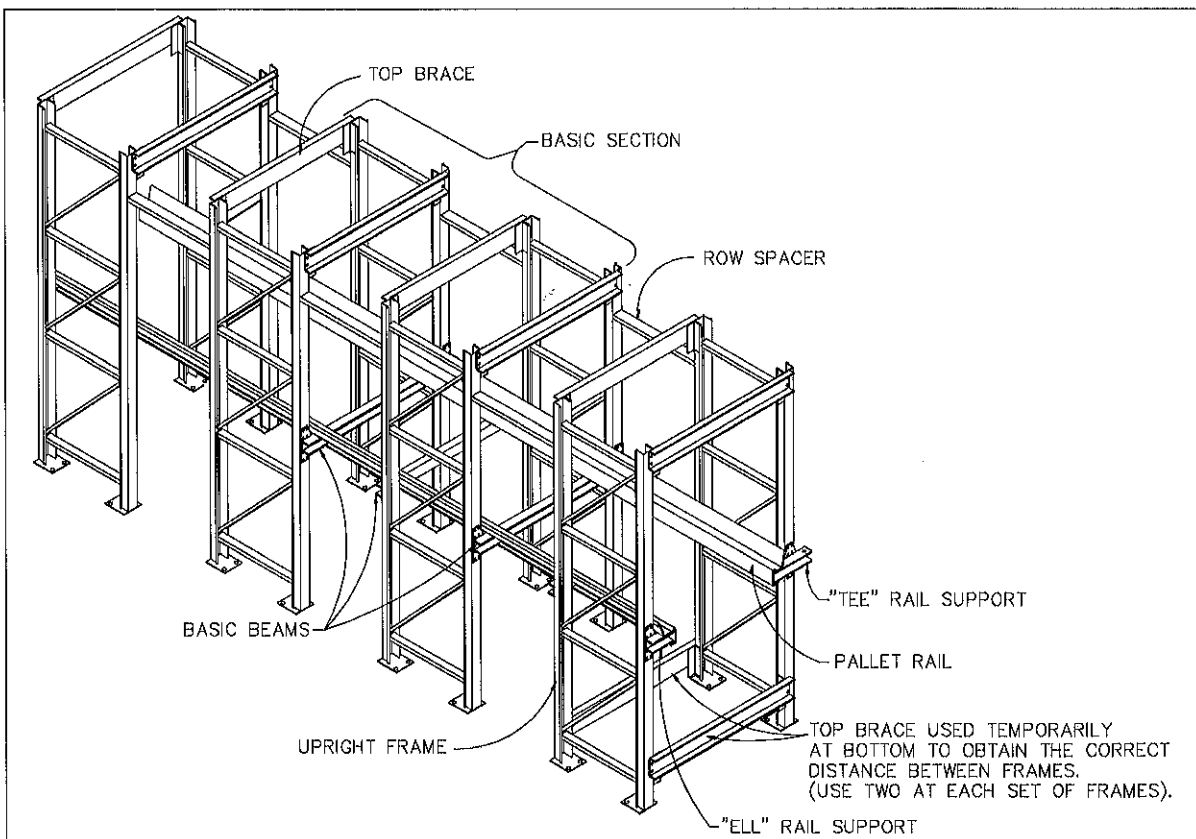 TOP BRACE
BASIC SECTION
ROW SPACER
"TEE" RAIL SUPPORT
BASIC BEAMS
PALLET RAIL
UPRIGHT FRAME
TOP BRACE USED TEMPORARILY
AT BOTTOM TO OBTAIN THE CORRECT
DISTANCE BETWEEN FRAMES.
(USE TWO AT EACH SET OF FRAMES).
"ELL" RAIL SUPPORT